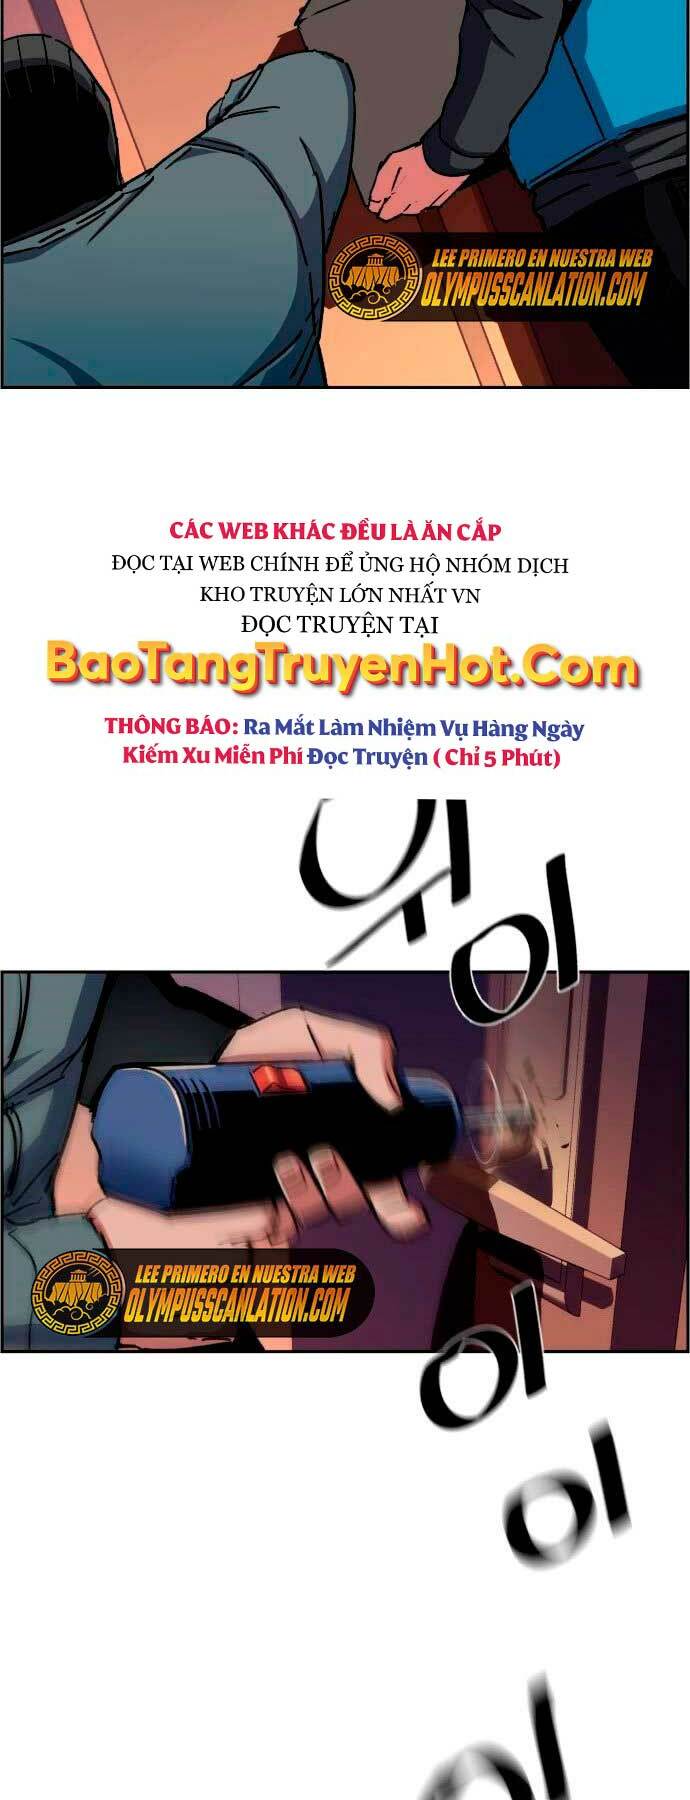 LEE PRIMERO EN NUESTRA WEB
OLYMPUSSCANLATION.COM
CÁC WEB KHÁC ĐỀU LÀ ĂN CẮP
ĐỌC TẠI WEB CHÍNH ĐỂ ỦNG HỘ NHÓM DỊCH
KHO TRUYỆN LỚN NHẤT VN
ĐỌC TRUYỆN TẠI
BaoTangTruyenHot.Com
THÔNG BÁO: Ra Mắt Làm Nhiệm Vụ Hàng Ngày
Kiếm Xu Miễn Phí Đọc Truyện ( Chỉ 5 Phút)
위
이
LEE PRIMERO EN NUESTRA WEB
OLYMPUSSCANLATION.COM
이
이